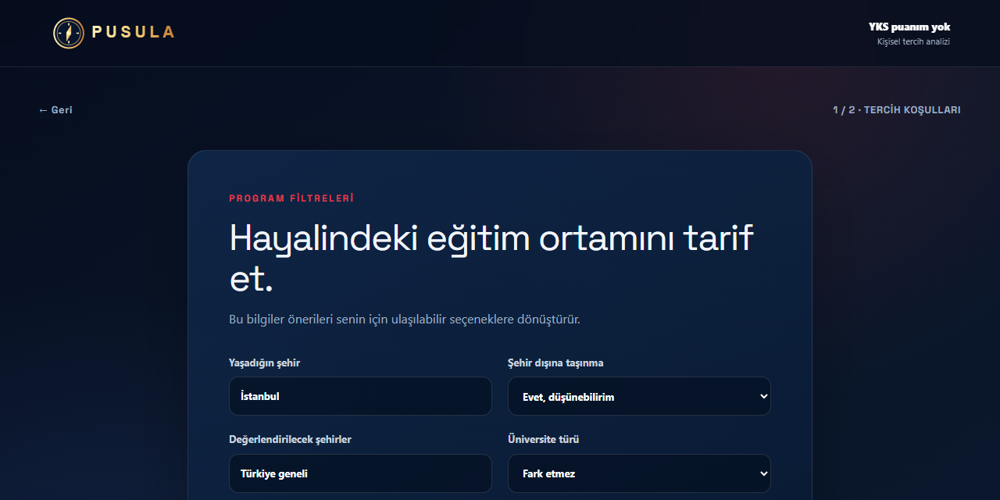 PUSULA
YKS puanım yok
Kişisel tercih analizi
← Geri
1 / 2 · TERCİH KOŞULLARI
PROGRAM FİLTRELERİ
Hayalindeki eğitim ortamını tarif
et.
Bu bilgiler önerileri senin için ulaşılabilir seçeneklere dönüştürür.
Yaşadığın şehir
Şehir dışına taşınma
İstanbul
Evet, düşünebilirim
Değerlendirilecek şehirler
Üniversite türü
Türkiye geneli
Fark etmez